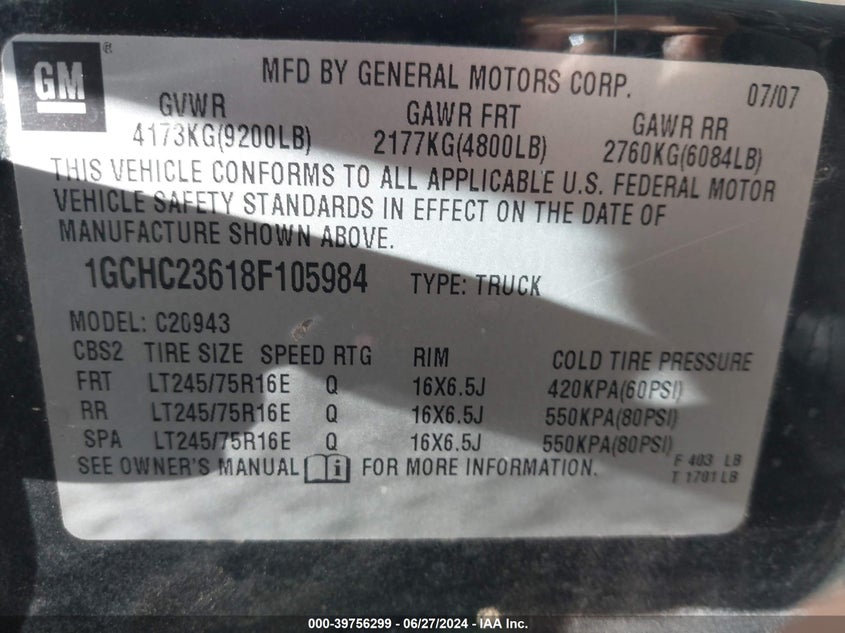 GM ®
MFD BY GENERAL MOTORS CORP. 07/07
GVWR GAWR FRT GAWR RR
4173KG(9200LB) 2177KG(4800LB) 2760KG(6084LB)
THIS VEHICLE CONFORMS TO ALL APPLICABLE U.S. FEDERAL MOTOR
VEHICLE SAFETY STANDARDS IN EFFECT ON THE DATE OF
MANUFACTURE SHOWN ABOVE.
1GCHC23618F105984 TYPE: TRUCK
MODEL: C20943
CBS2 TIRE SIZE SPEED RTG RIM COLD TIRE PRESSURE
FRT LT245/75R16E Q 16X6.5J 420KPA(60PSI)
RR LT245/75R16E Q 16X6.5J 550KPA(80PSI)
SPA LT245/75R16E Q 16X6.5J 550KPA(80PSI)
SEE OWNER'S MANUAL i FOR MORE INFORMATION.
F 403 LB
T 1701 LB
000-39756299 - 06/27/2024 - IAA Inc.